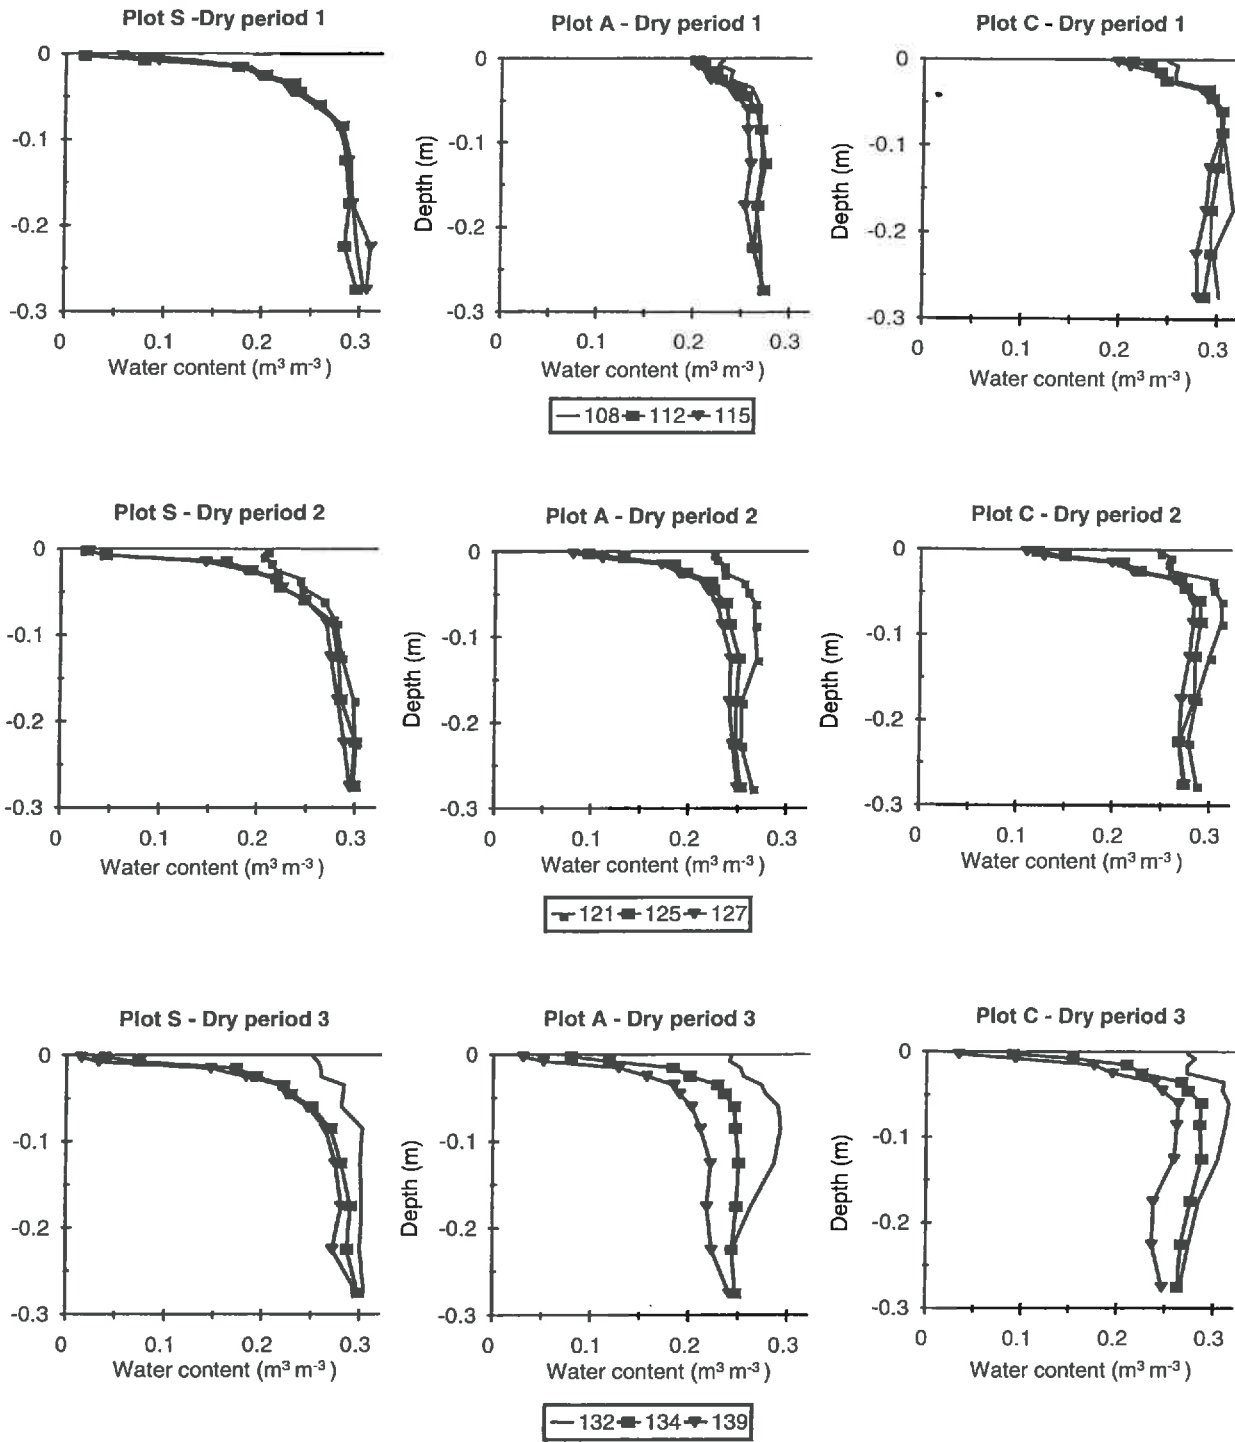 Plot S -Dry period 1
Plot A - Dry period 1
Plot C - Dry period 1
0
-0.1
-0.2
-0.3
0 0.1 0.2 0.3
Water content (m³ m⁻³)
Depth (m)
0
-0.1
-0.2
-0.3
0 0.1 0.2 0.3
Water content (m³ m⁻³)
Depth (m)
0
-0.1
-0.2
-0.3
0 0.1 0.2 0.3
Water content (m³ m⁻³)
108 112 115
Plot S - Dry period 2
Plot A - Dry period 2
Plot C - Dry period 2
0
-0.1
-0.2
-0.3
0 0.1 0.2 0.3
Water content (m³ m⁻³)
Depth (m)
0
-0.1
-0.2
-0.3
0 0.1 0.2 0.3
Water content (m³ m⁻³)
Depth (m)
0
-0.1
-0.2
-0.3
0 0.1 0.2 0.3
Water content (m³ m⁻³)
121 125 127
Plot S - Dry period 3
Plot A - Dry period 3
Plot C - Dry period 3
0
-0.1
-0.2
-0.3
0 0.1 0.2 0.3
Water content (m³ m⁻³)
Depth (m)
0
-0.1
-0.2
-0.3
0 0.1 0.2 0.3
Water content (m³ m⁻³)
Depth (m)
0
-0.1
-0.2
-0.3
0 0.1 0.2 0.3
Water content (m³ m⁻³)
132 134 139